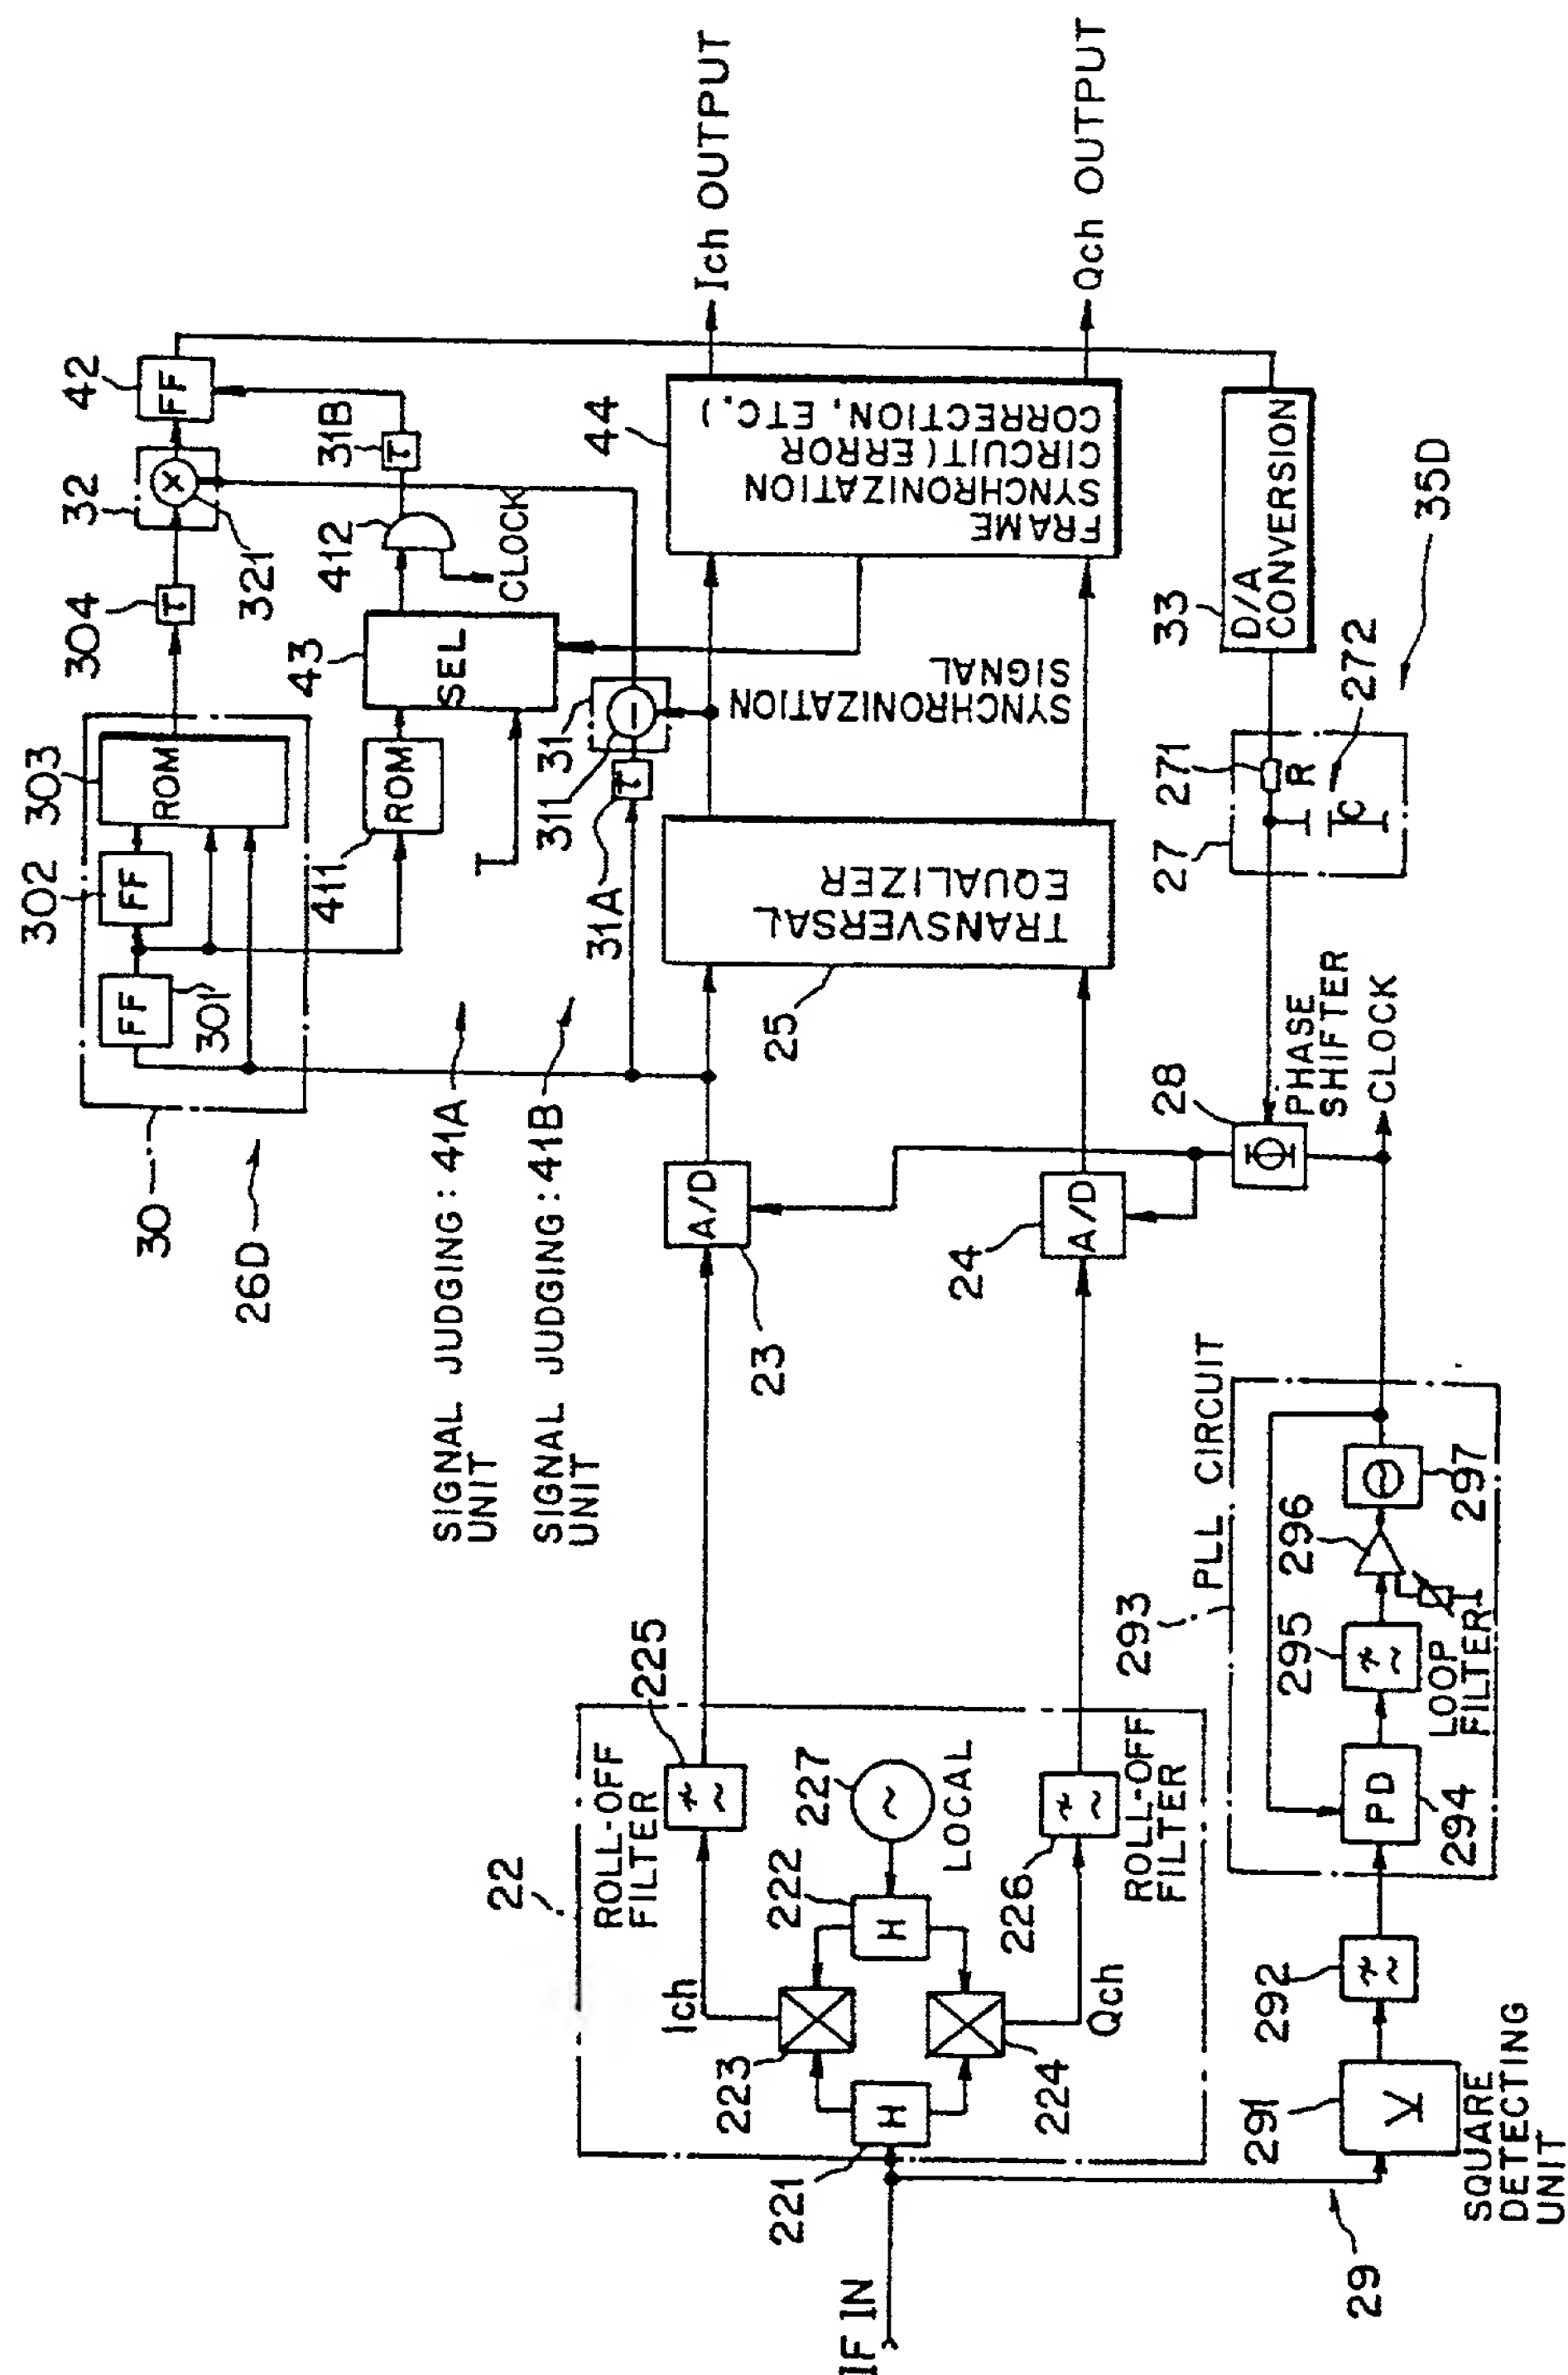 IF IN
22
221
H
223
224
Ich
Qch
222
H
227
LOCAL
ROLL-OFF
FILTER
225
226
ROLL-OFF
FILTER
29
291
SQUARE
DETECTING
UNIT
292
293
PLL CIRCUIT
PD
294
295
LOOP
FILTER
296
297
CLOCK
28
PHASE
SHIFTER
A/D
23
A/D
24
25
TRANSVERSAL
EQUALIZER
26D
30
FF
301
FF
302
ROM
303
304
T
SIGNAL JUDGING : 41A
UNIT
SIGNAL JUDGING : 41B
UNIT
411
ROM
T
43
SEL
412
CLOCK
31A
T
311
31
31B
T
32
321
×
42
FF
SYNCHRONIZATION
SIGNAL
44
FRAME
SYNCHRONIZATION
CIRCUIT (ERROR
CORRECTION, ETC.)
Ich OUTPUT
Qch OUTPUT
33
D/A
CONVERSION
27
271
R
272
C
35D